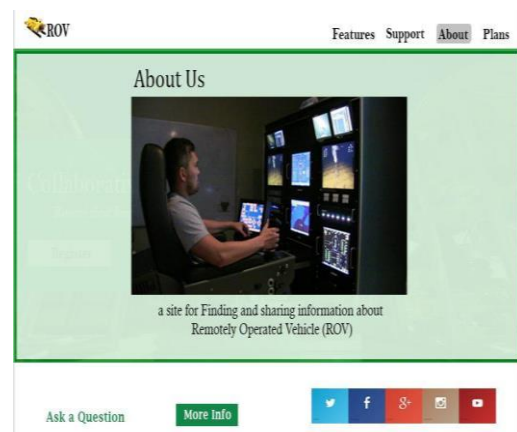 ROV
Features Support About Plans
About Us
a site for Finding and sharing information about
Remotely Operated Vehicle (ROV)
Ask a Question
More Info